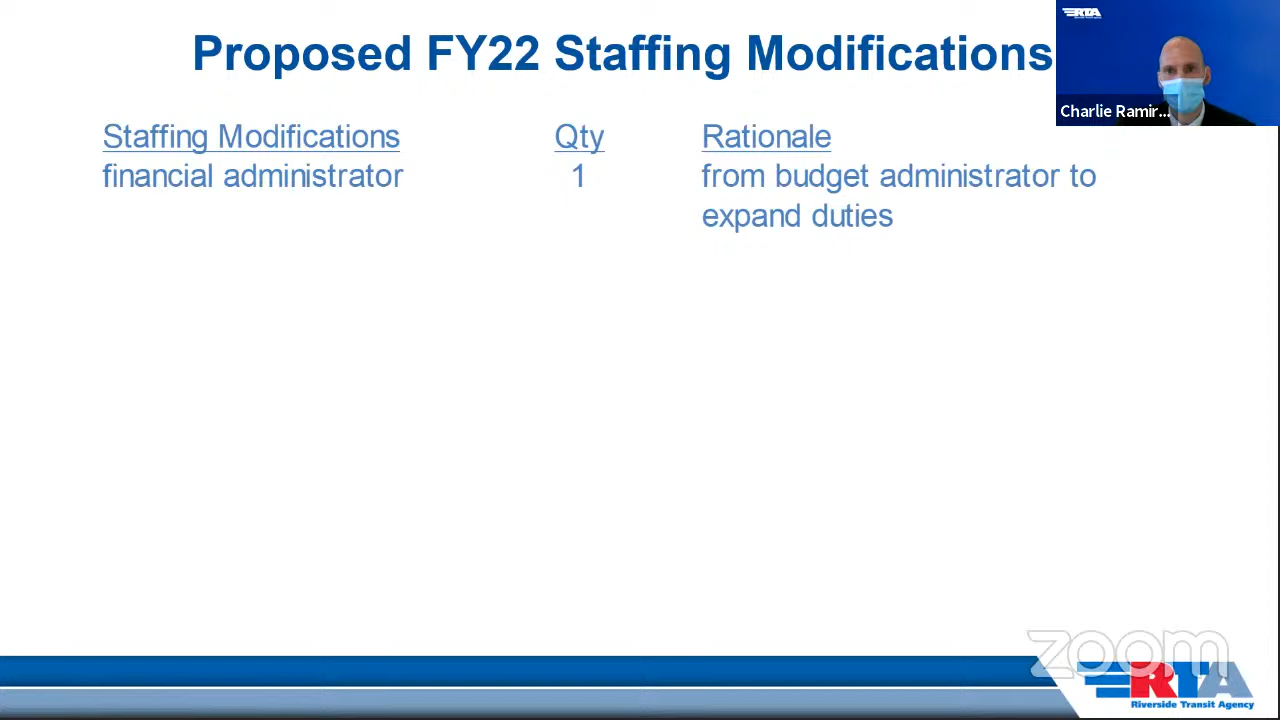 Proposed FY22 Staffing Modifications
RTA
Charlie Ramir...
Staffing Modifications Qty Rationale
financial administrator 1 from budget administrator to
expand duties
zoom
RTA
Riverside Transit Agency